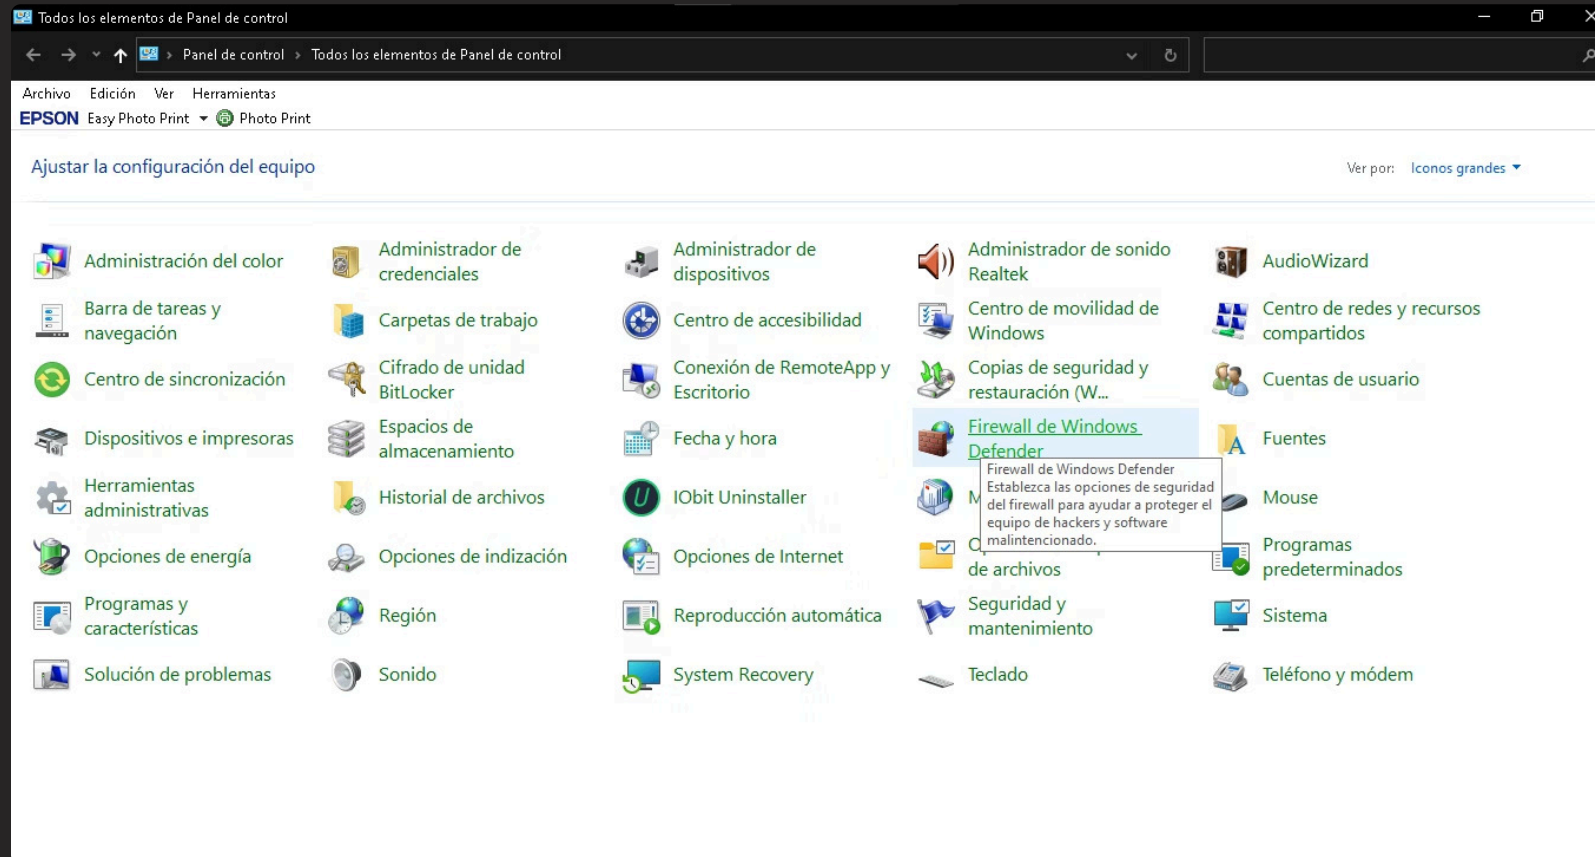 Todos los elementos de Panel de control
Panel de control > Todos los elementos de Panel de control
Archivo Edición Ver Herramientas
EPSON Easy Photo Print Photo Print
Ajustar la configuración del equipo
Ver por: Iconos grandes
Administración del color
Administrador de
credenciales
Administrador de
dispositivos
Administrador de sonido
Realtek
AudioWizard
Barra de tareas y
navegación
Carpetas de trabajo
Centro de accesibilidad
Centro de movilidad de
Windows
Centro de redes y recursos
compartidos
Centro de sincronización
Cifrado de unidad
BitLocker
Conexión de RemoteApp y
Escritorio
Copias de seguridad y
restauración (W...
Cuentas de usuario
Dispositivos e impresoras
Espacios de
almacenamiento
Fecha y hora
Firewall de Windows
Defender
Fuentes
Firewall de Windows Defender
Establezca las opciones de seguridad
del firewall para ayudar a proteger el
equipo de hackers y software
malintencionado.
Herramientas
administrativas
Historial de archivos
IObit Uninstaller
Mouse
Opciones de energía
Opciones de indización
Opciones de Internet
de archivos
Programas
predeterminados
Programas y
características
Región
Reproducción automática
Seguridad y
mantenimiento
Sistema
Solución de problemas
Sonido
System Recovery
Teclado
Teléfono y módem